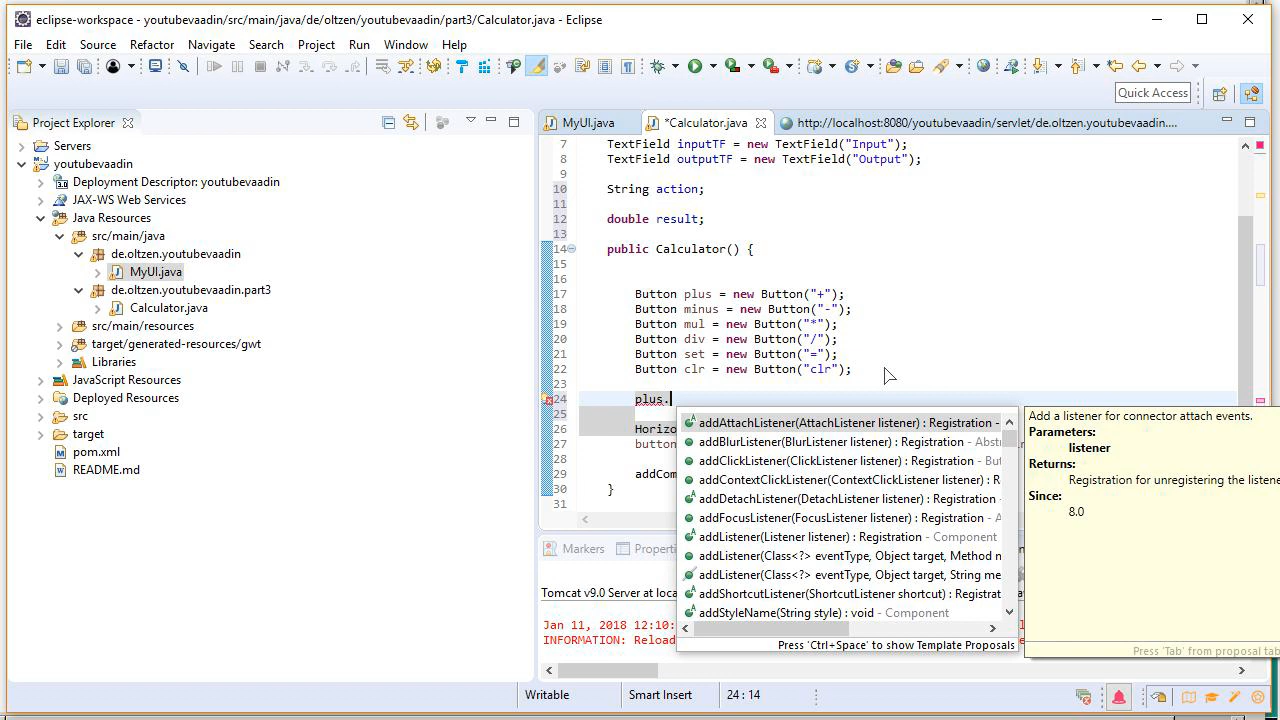 eclipse-workspace - youtubevaadin/src/main/java/de/oltzen/youtubevaadin/part3/Calculator.java - Eclipse
File Edit Source Refactor Navigate Search Project Run Window Help
Quick Access
Project Explorer
Servers
youtubevaadin
Deployment Descriptor: youtubevaadin
JAX-WS Web Services
Java Resources
src/main/java
de.oltzen.youtubevaadin
MyUI.java
de.oltzen.youtubevaadin.part3
Calculator.java
src/main/resources
target/generated-resources/gwt
Libraries
JavaScript Resources
Deployed Resources
src
target
pom.xml
README.md
MyUI.java *Calculator.java http://localhost:8080/youtubevaadin/servlet/de.oltzen.youtubevaadin....
7 TextField inputTF = new TextField("Input");
8 TextField outputTF = new TextField("Output");
9
10 String action;
11
12 double result;
13
14 public Calculator() {
15
16
17 Button plus = new Button("+");
18 Button minus = new Button("-");
19 Button mul = new Button("*");
20 Button div = new Button("/");
21 Button set = new Button("=");
22 Button clr = new Button("clr");
23
24 plus.
25
26 Horizo
27 button
28
29 addCom
30 }
31
addAttachListener(AttachListener listener) : Registration -
addBlurListener(BlurListener listener) : Registration - Abst
addClickListener(ClickListener listener) : Registration - Bu
addContextClickListener(ContextClickListener listener) : R
addDetachListener(DetachListener listener) : Registration
addFocusListener(FocusListener listener) : Registration - A
addListener(Listener listener) : Registration - Component
addListener(Class<?> eventType, Object target, Method n
addListener(Class<?> eventType, Object target, String me
addShortcutListener(ShortcutListener shortcut) : Registrat
addStyleName(String style) : void - Component
Press 'Ctrl+Space' to show Template Proposals
Add a listener for connector attach events.
Parameters:
listener
Returns:
Registration for unregistering the listene
Since:
8.0
Press 'Tab' from proposal tab
Markers Properti
Tomcat v9.0 Server at loca
Jan 11, 2018 12:10:
INFORMATION: Reload
Writable Smart Insert 24 : 14